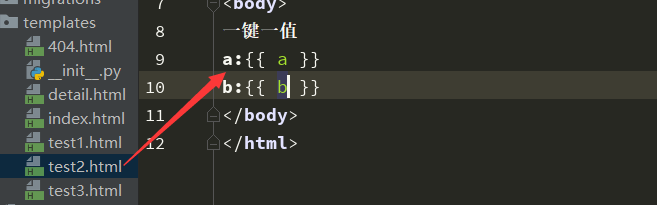 migrations
templates
404.html
__init__.py
detail.html
index.html
test1.html
test2.html
test3.html
7 <body>
8 一键一值
9 a:{{ a }}
10 b:{{ b }}
11 </body>
12 </html>